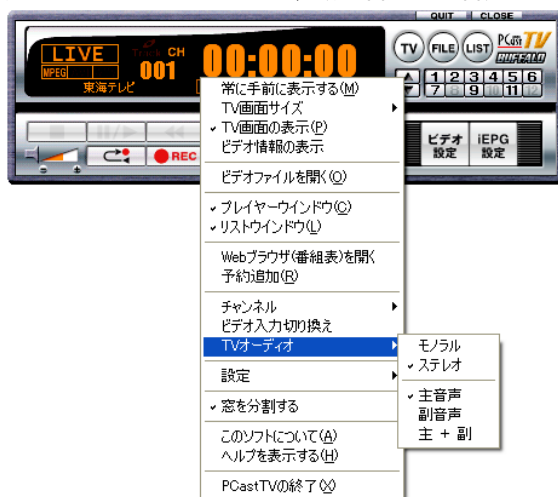 QUIT CLOSE
LIVE Track CH 00:00:00
MPEG 001
東海テレビ
TV FILE LIST PCast TV BUFFALO
1 2 3 4 5 6
7 8 9 10 11 12
REC
ビデオ設定 iEPG設定
常に手前に表示する(M)
TV画面サイズ
TV画面の表示(P)
ビデオ情報の表示
ビデオファイルを開く(O)
プレイヤーウインドウ(C)
リストウインドウ(L)
Webブラウザ(番組表)を開く
予約追加(R)
チャンネル
ビデオ入力切り換え
TVオーディオ
設定
窓を分割する
このソフトについて(A)
ヘルプを表示する(H)
PCastTVの終了(X)
モノラル
ステレオ
主音声
副音声
主 + 副